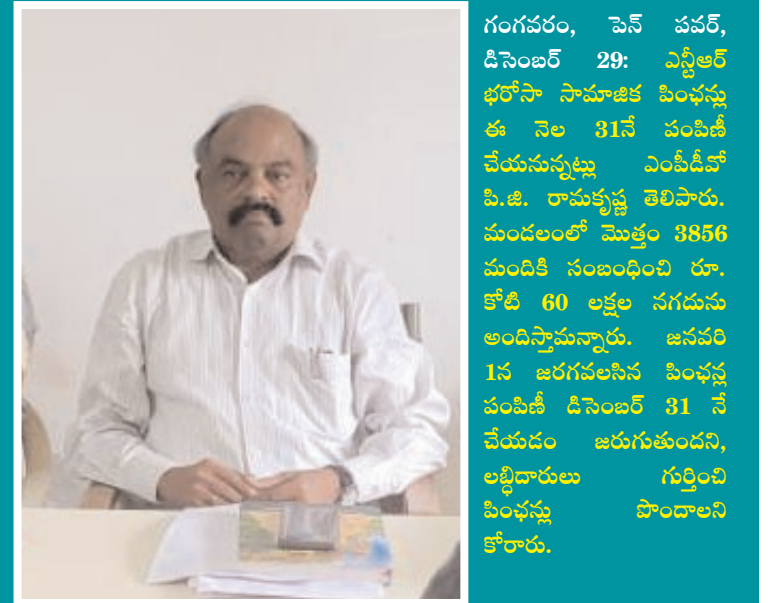 గంగవరం, పెన్ పవర్,
డిసెంబర్ 29: ఎన్టీఆర్
భరోసా సామాజిక పింఛన్లు
ఈ నెల 31నే పంపిణీ
చేయనున్నట్లు ఎంపీడీవో
పి.జి. రామకృష్ణ తెలిపారు.
మండలంలో మొత్తం 3856
మందికి సంబంధించి రూ.
కోటి 60 లక్షల నగదును
అందిస్తామన్నారు. జనవరి
1న జరగవలసిన పింఛన్ల
పంపిణీ డిసెంబర్ 31 నే
చేయడం జరుగుతుందని,
లబ్ధిదారులు గుర్తించి
పింఛన్లు పొందాలని
కోరారు.